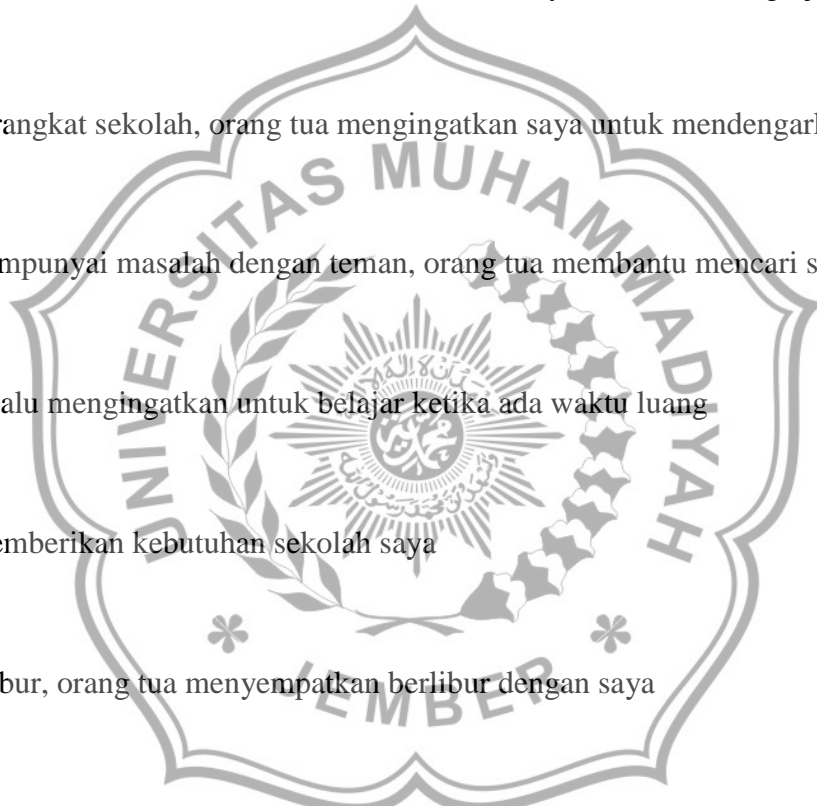 rangkat sekolah, orang tua mengingatkan saya untuk mendengarl
mpunyai masalah dengan teman, orang tua membantu mencari s
alu mengingatkan untuk belajar ketika ada waktu luang
emberikan kebutuhan sekolah saya
bur, orang tua menyempatkan berlibur dengan saya
UNIVERSITAS MUHAMMADIYAH
JEMBER